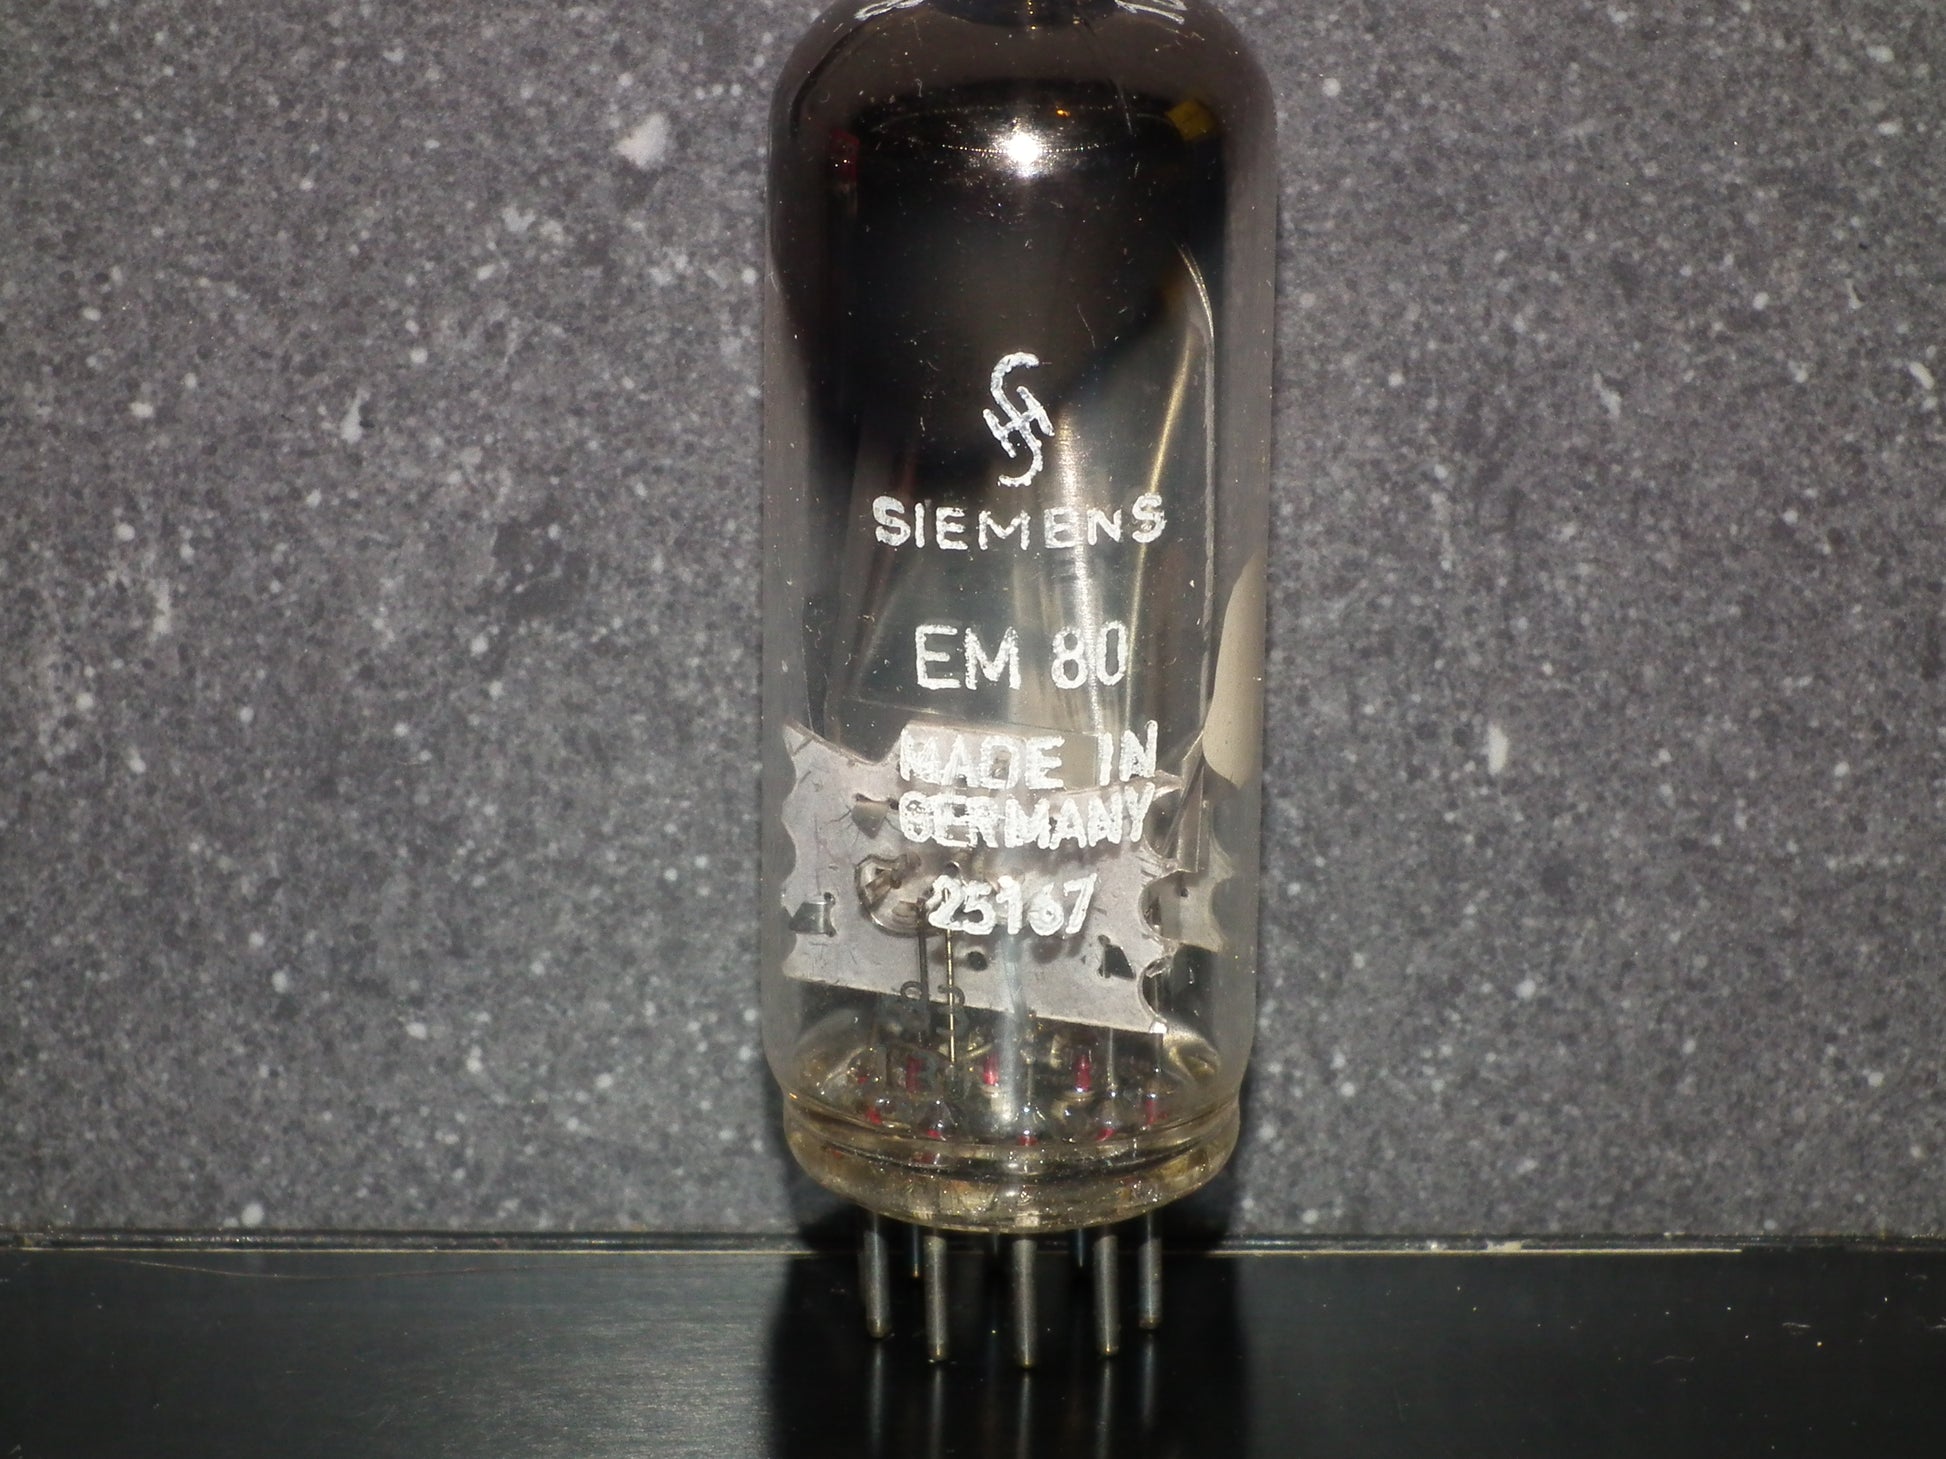 SIEMENS
EM 80
MADE IN
GERMANY
25167